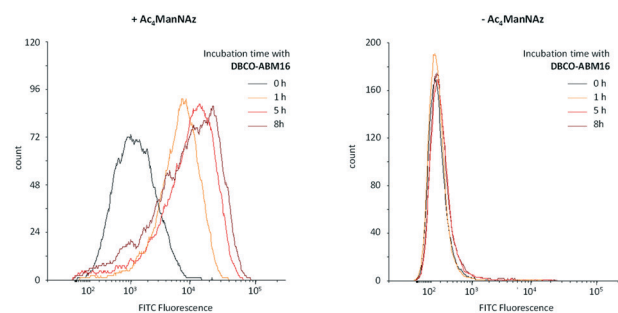 + Ac4ManNAz
120
96
72
48
24
0
count
Incubation time with
DBCO-ABM16
0 h
1 h
5 h
8h
10² 10³ 10⁴ 10⁵
FITC Fluorescence
- Ac4ManNAz
200
160
120
80
40
0
count
Incubation time with
DBCO-ABM16
0 h
1 h
5 h
8h
10² 10³ 10⁴ 10⁵
FITC Fluorescence